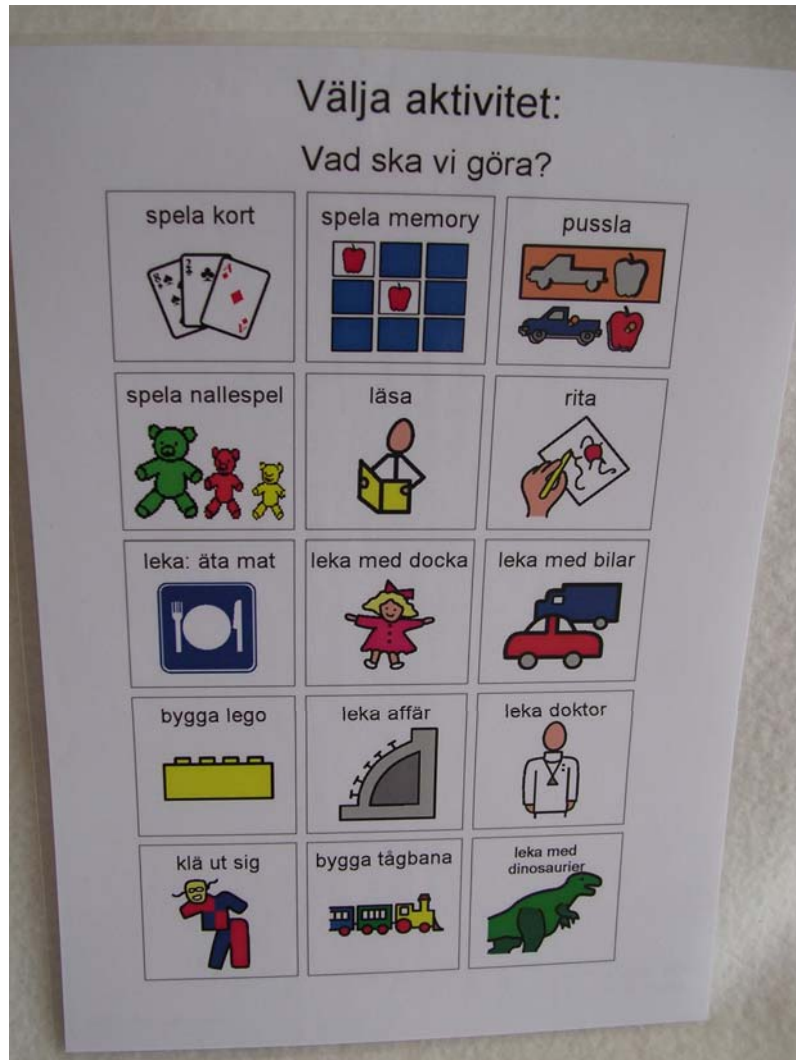 Välja aktivitet:
Vad ska vi göra?
spela kort
spela memory
pussla
spela nallespel
läsa
rita
leka: äta mat
leka med docka
leka med bilar
bygga lego
leka affär
leka doktor
klä ut sig
bygga tågbana
leka med
dinosaurier